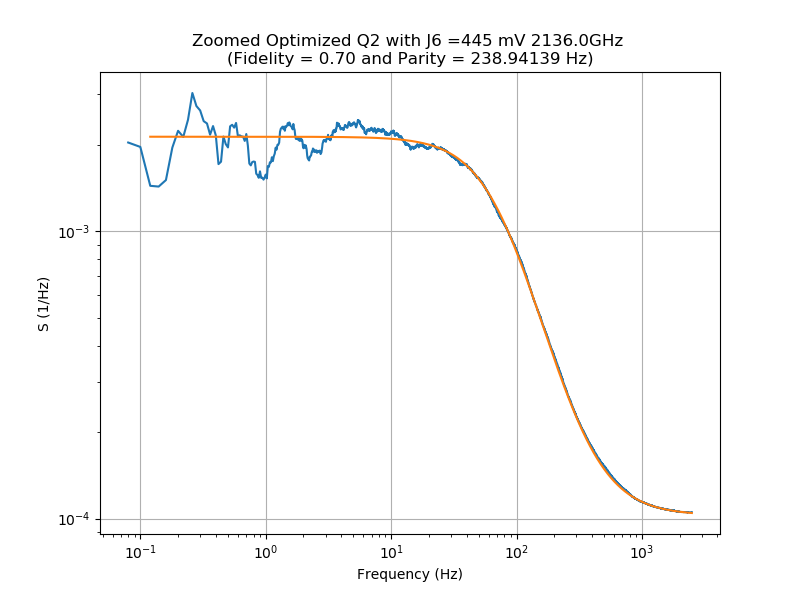 Zoomed Optimized Q2 with J6 =445 mV 2136.0GHz
(Fidelity = 0.70 and Parity = 238.94139 Hz)
S (1/Hz)
10⁻³
10⁻⁴
10⁻¹ 10⁰ 10¹ 10² 10³
Frequency (Hz)